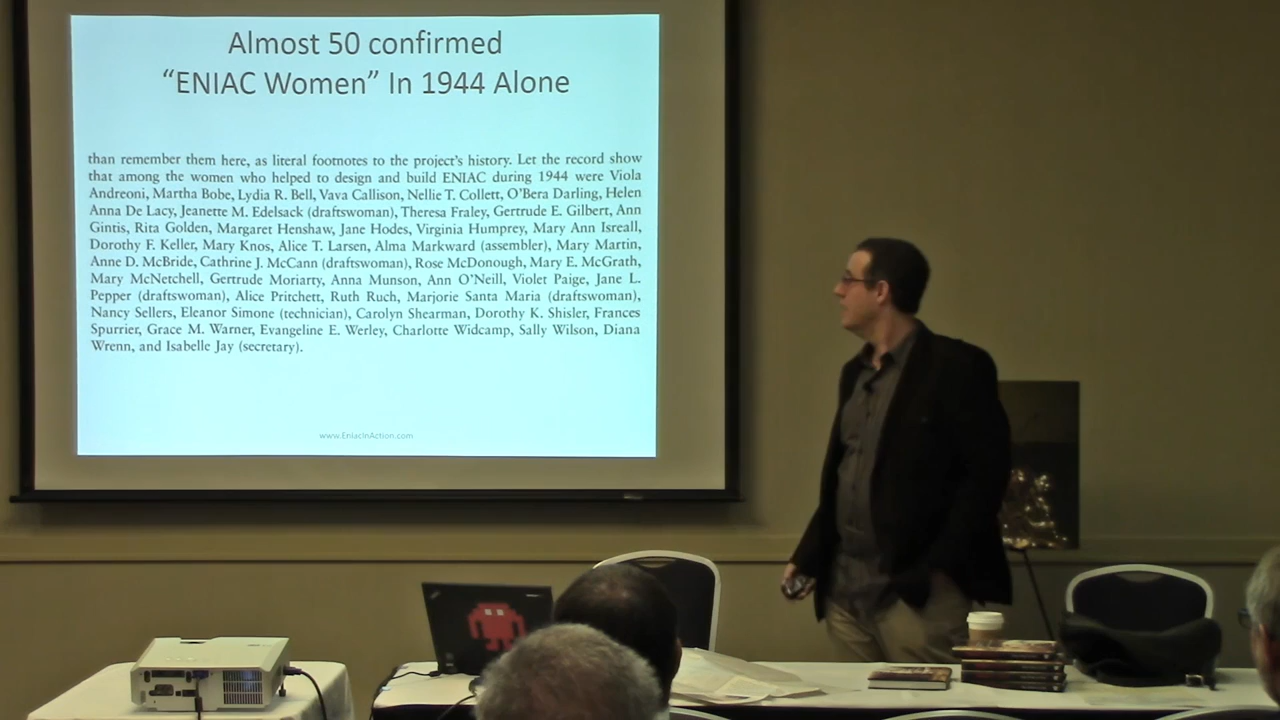 Almost 50 confirmed
“ENIAC Women” In 1944 Alone
than remember them here, as literal footnotes to the project's history. Let the record show
that among the women who helped to design and build ENIAC during 1944 were Viola
Andreoni, Martha Bobe, Lydia R. Bell, Vava Callison, Nellie T. Collett, O'Bera Darling, Helen
Anna De Lacy, Jeanette M. Edelsack (draftswoman), Theresa Fraley, Gertrude E. Gilbert, Ann
Gintis, Rita Golden, Margaret Henshaw, Jane Hodes, Virginia Humprey, Mary Ann Isreall,
Dorothy F. Keller, Mary Knos, Alice T. Larsen, Alma Markward (assembler), Mary Martin,
Anne D. McBride, Cathrine J. McCann (draftswoman), Rose McDonough, Mary E. McGrath,
Mary McNetchell, Gertrude Moriarty, Anna Munson, Ann O'Neill, Violet Paige, Jane L.
Pepper (draftswoman), Alice Pritchett, Ruth Ruch, Marjorie Santa Maria (draftswoman),
Nancy Sellers, Eleanor Simone (technician), Carolyn Shearman, Dorothy K. Shisler, Frances
Spurrier, Grace M. Warner, Evangeline E. Werley, Charlotte Widcamp, Sally Wilson, Diana
Wrenn, and Isabelle Jay (secretary).
www.EniacInAction.com